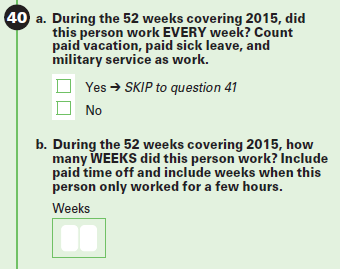 40 a. During the 52 weeks covering 2015, did
this person work EVERY week? Count
paid vacation, paid sick leave, and
military service as work.
Yes → SKIP to question 41
No
b. During the 52 weeks covering 2015, how
many WEEKS did this person work? Include
paid time off and include weeks when this
person only worked for a few hours.
Weeks